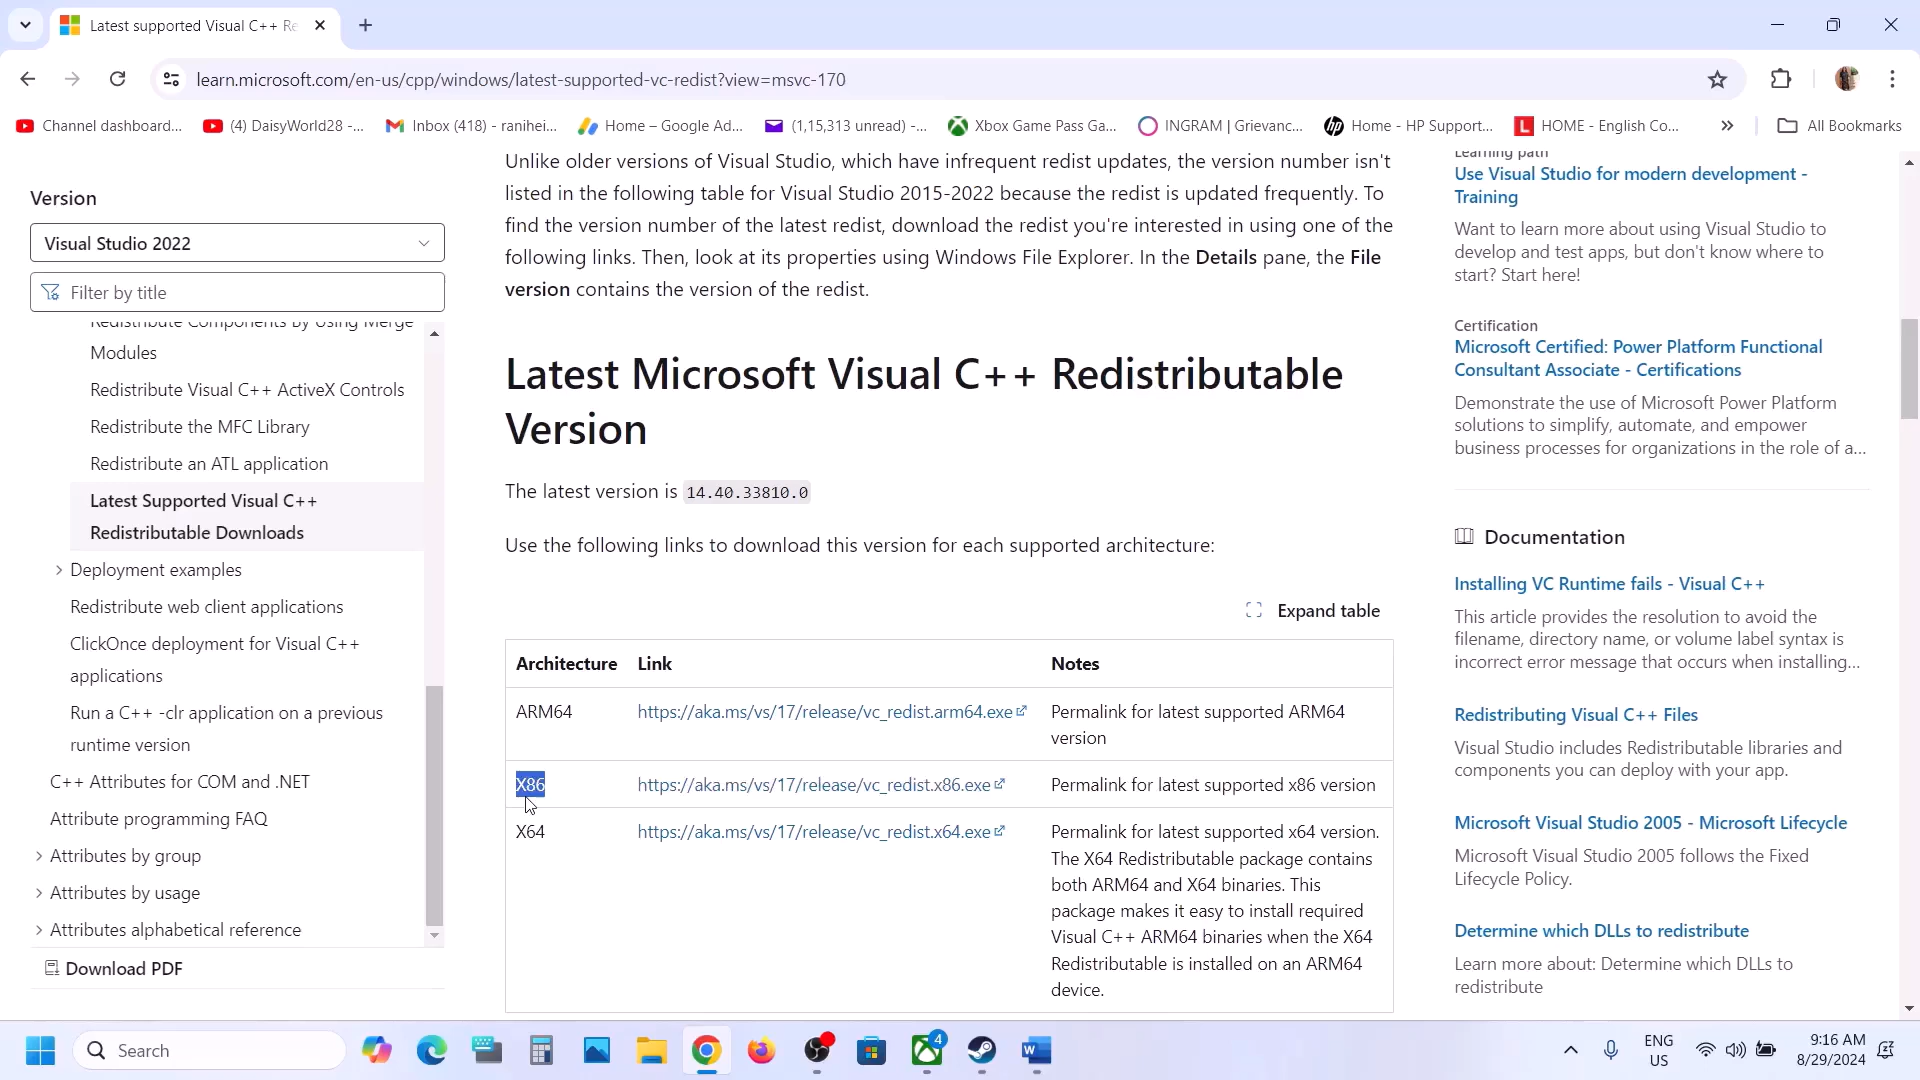 Latest supported Visual C++ Re
learn.microsoft.com/en-us/cpp/windows/latest-supported-vc-redist?view=msvc-170
Channel dashboard...
(4) DaisyWorld28 -...
Inbox (418) - ranihei...
Home – Google Ad...
(1,15,313 unread) -...
Xbox Game Pass Ga...
INGRAM | Grievanc...
Home - HP Support...
HOME - English Co...
All Bookmarks
Version
Visual Studio 2022
Filter by title
Redistribute Components By Using Merge
Modules
Redistribute Visual C++ ActiveX Controls
Redistribute the MFC Library
Redistribute an ATL application
Latest Supported Visual C++
Redistributable Downloads
Deployment examples
Redistribute web client applications
ClickOnce deployment for Visual C++
applications
Run a C++ -clr application on a previous
runtime version
C++ Attributes for COM and .NET
Attribute programming FAQ
Attributes by group
Attributes by usage
Attributes alphabetical reference
Download PDF
Unlike older versions of Visual Studio, which have infrequent redist updates, the version number isn't
listed in the following table for Visual Studio 2015-2022 because the redist is updated frequently. To
find the version number of the latest redist, download the redist you're interested in using one of the
following links. Then, look at its properties using Windows File Explorer. In the Details pane, the File
version contains the version of the redist.
Latest Microsoft Visual C++ Redistributable
Version
The latest version is 14.40.33810.0
Use the following links to download this version for each supported architecture:
Expand table
Architecture Link Notes
ARM64 https://aka.ms/vs/17/release/vc_redist.arm64.exe Permalink for latest supported ARM64
version
X86 https://aka.ms/vs/17/release/vc_redist.x86.exe Permalink for latest supported x86 version
X64 https://aka.ms/vs/17/release/vc_redist.x64.exe Permalink for latest supported x64 version.
The X64 Redistributable package contains
both ARM64 and X64 binaries. This
package makes it easy to install required
Visual C++ ARM64 binaries when the X64
Redistributable is installed on an ARM64
device.
Learning path
Use Visual Studio for modern development -
Training
Want to learn more about using Visual Studio to
develop and test apps, but don't know where to
start? Start here!
Certification
Microsoft Certified: Power Platform Functional
Consultant Associate - Certifications
Demonstrate the use of Microsoft Power Platform
solutions to simplify, automate, and empower
business processes for organizations in the role of a...
Documentation
Installing VC Runtime fails - Visual C++
This article provides the resolution to avoid the
filename, directory name, or volume label syntax is
incorrect error message that occurs when installing...
Redistributing Visual C++ Files
Visual Studio includes Redistributable libraries and
components you can deploy with your app.
Microsoft Visual Studio 2005 - Microsoft Lifecycle
Microsoft Visual Studio 2005 follows the Fixed
Lifecycle Policy.
Determine which DLLs to redistribute
Learn more about: Determine which DLLs to
redistribute
Search
4
ENG
US
9:16 AM
8/29/2024